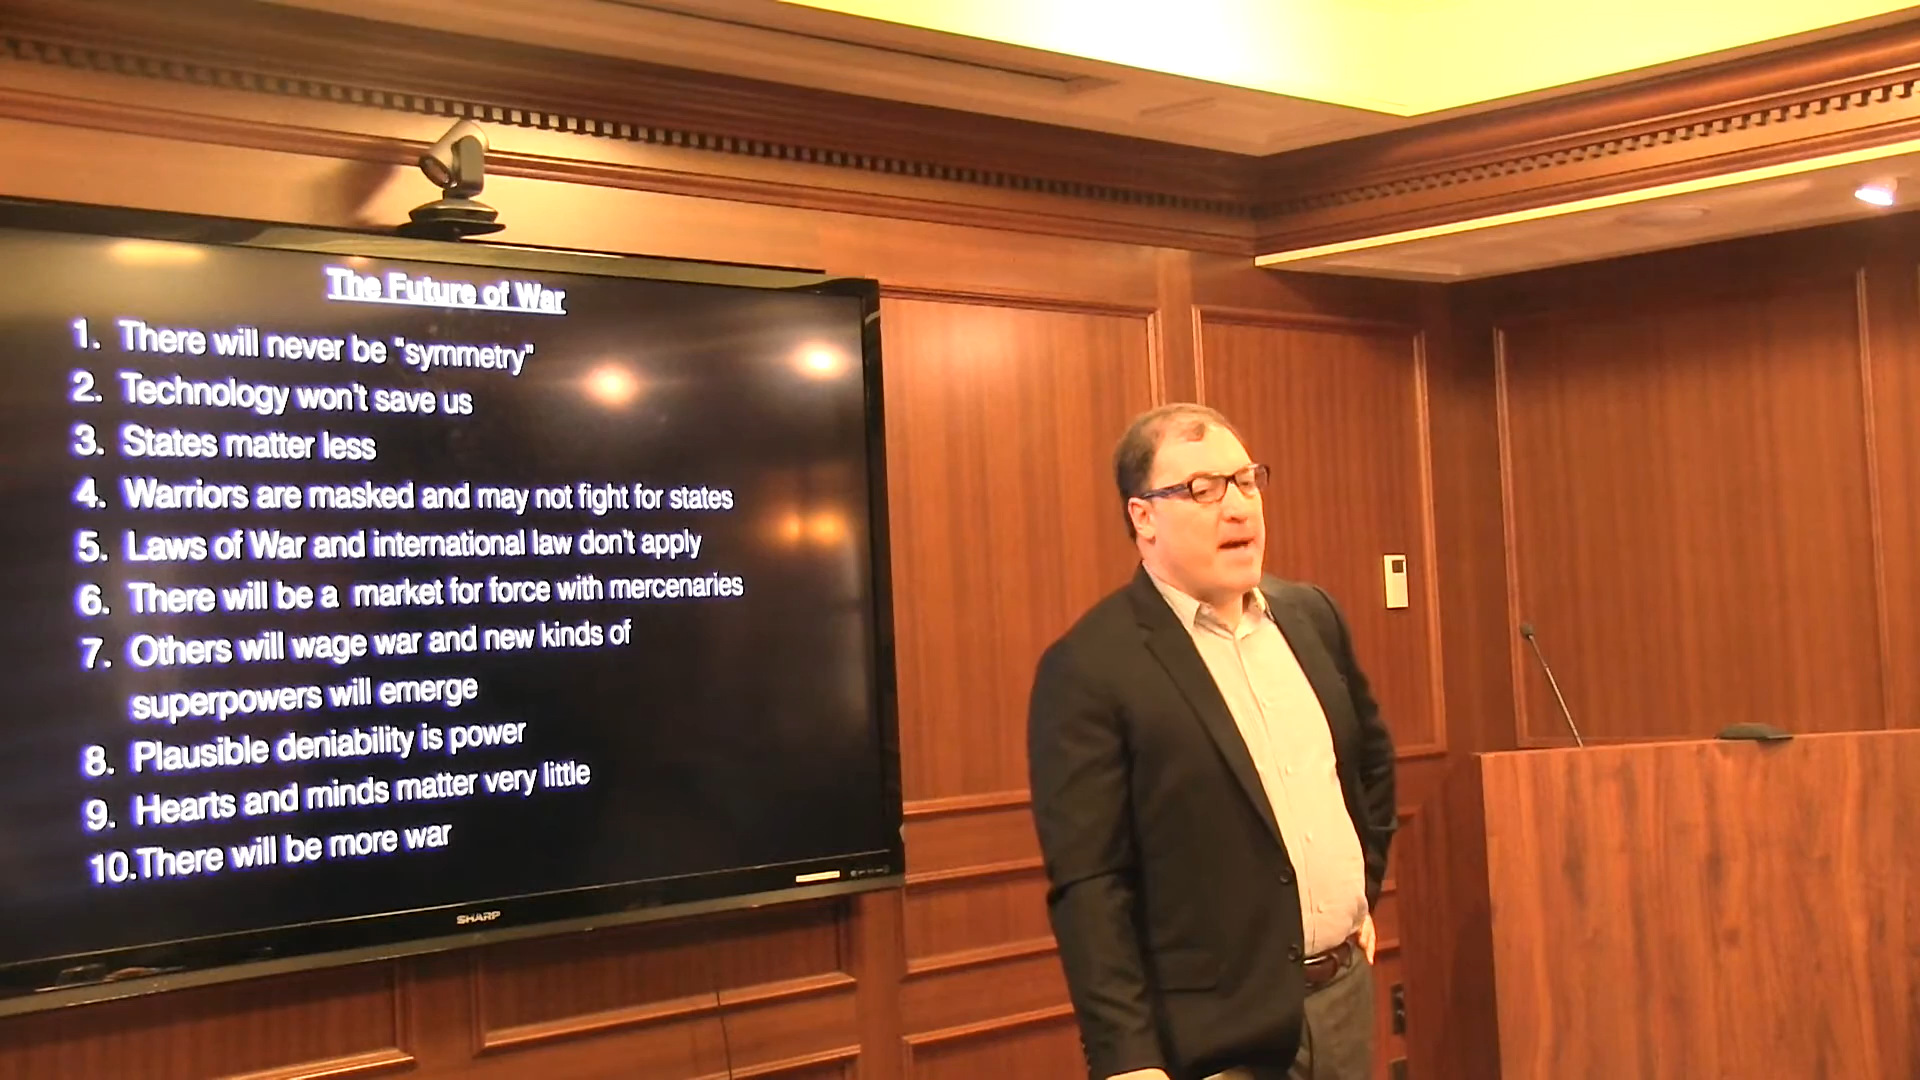 The Future of War
1. There will never be "symmetry"
2. Technology won't save us
3. States matter less
4. Warriors are masked and may not fight for states
5. Laws of War and international law don't apply
6. There will be a market for force with mercenaries
7. Others will wage war and new kinds of
superpowers will emerge
8. Plausible deniability is power
9. Hearts and minds matter very little
10. There will be more war
SHARP